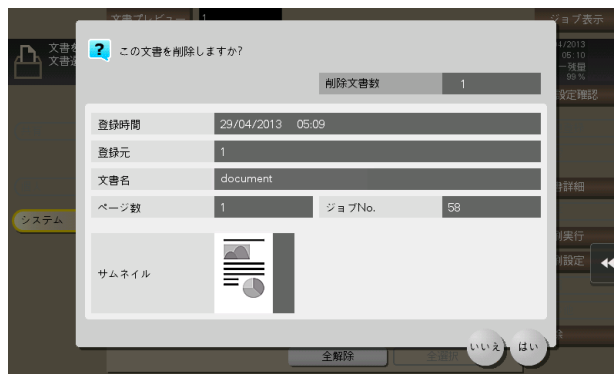 文書プレビュー 1
ジョブ表示
文書を
文書追
/2013
05:10
ー残量
99 %
設定確認
この文書を削除しますか?
削除文書数 1
登録時間 29/04/2013 05:09
登録元 1
文書名 document
ページ数 1 ジョブNo. 58
サムネイル
システム
詳細
実行
設定
いいえ はい
全解除 全選択